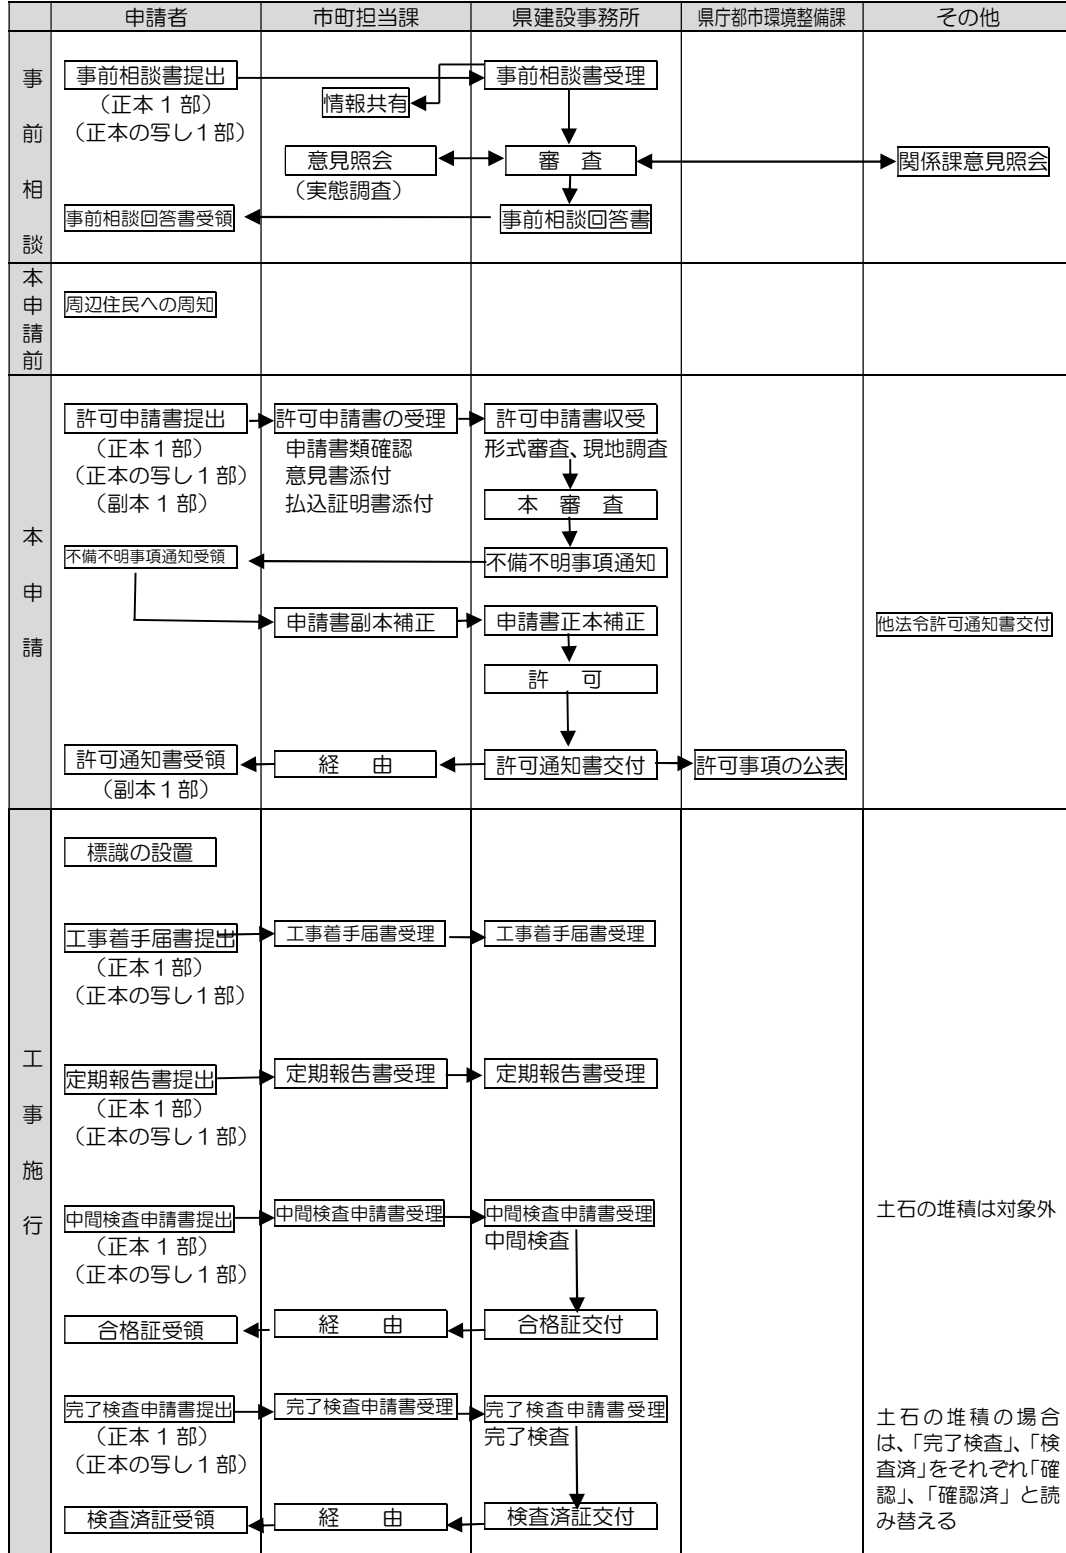 申請者
市町担当課
県建設事務所
県庁都市環境整備課
その他
事前相談
事前相談書提出
（正本１部）
（正本の写し１部）
情報共有
事前相談書受理
意見照会
（実態調査）
審　査
関係課意見照会
事前相談回答書受領
事前相談回答書
本申請前
周辺住民への周知
本申請
許可申請書提出
（正本１部）
（正本の写し１部）
（副本１部）
許可申請書の受理
申請書類確認
意見書添付
払込証明書添付
許可申請書収受
形式審査、現地調査
本　審　査
不備不明事項通知受領
不備不明事項通知
申請書副本補正
申請書正本補正
他法令許可通知書交付
許　可
許可通知書受領
（副本１部）
経　由
許可通知書交付
許可事項の公表
工事施行
標識の設置
工事着手届書提出
（正本１部）
（正本の写し１部）
工事着手届書受理
工事着手届書受理
定期報告書提出
（正本１部）
（正本の写し１部）
定期報告書受理
定期報告書受理
中間検査申請書提出
（正本１部）
（正本の写し１部）
中間検査申請書受理
中間検査申請書受理
中間検査
土石の堆積は対象外
合格証受領
経　由
合格証交付
完了検査申請書提出
（正本１部）
（正本の写し１部）
完了検査申請書受理
完了検査申請書受理
完了検査
土石の堆積の場合
は、「完了検査」、「検
査済」をそれぞれ「確
認」、「確認済」と読
み替える
検査済証受領
経　由
検査済証交付